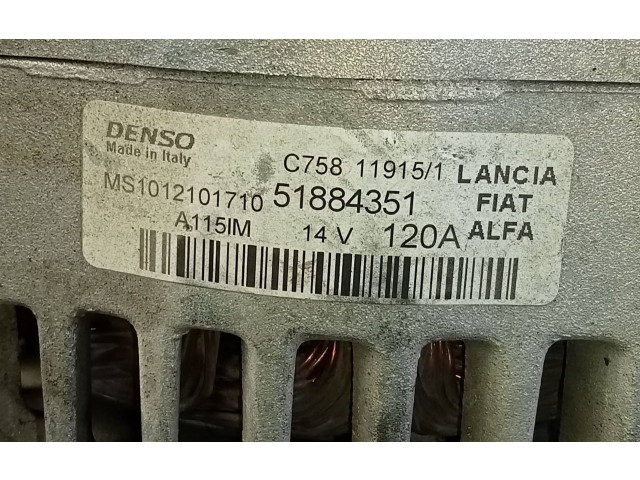 DENSO
Made in Italy
C758 11915/1
LANCIA
MS1012101710 51884351
FIAT
A115IM 14 V 120A
ALFA